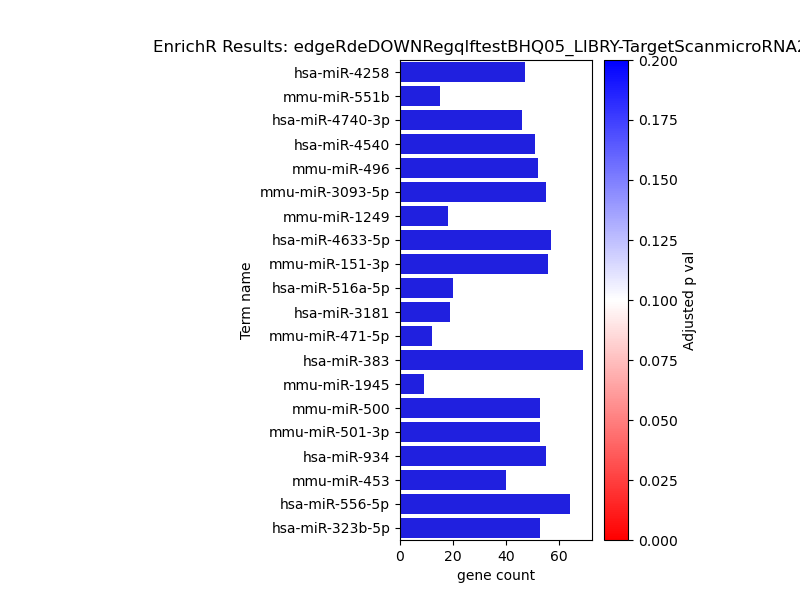 EnrichR Results: edgeRdeDOWNRegqlftestBHQ05_LIBRY-TargetScanmicroRNA2
hsa-miR-4258
mmu-miR-551b
hsa-miR-4740-3p
hsa-miR-4540
mmu-miR-496
mmu-miR-3093-5p
mmu-miR-1249
hsa-miR-4633-5p
mmu-miR-151-3p
hsa-miR-516a-5p
hsa-miR-3181
mmu-miR-471-5p
hsa-miR-383
mmu-miR-1945
mmu-miR-500
mmu-miR-501-3p
hsa-miR-934
mmu-miR-453
hsa-miR-556-5p
hsa-miR-323b-5p
Term name
0 20 40 60
gene count
0.200
0.175
0.150
0.125
0.100
0.075
0.050
0.025
0.000
Adjusted p val